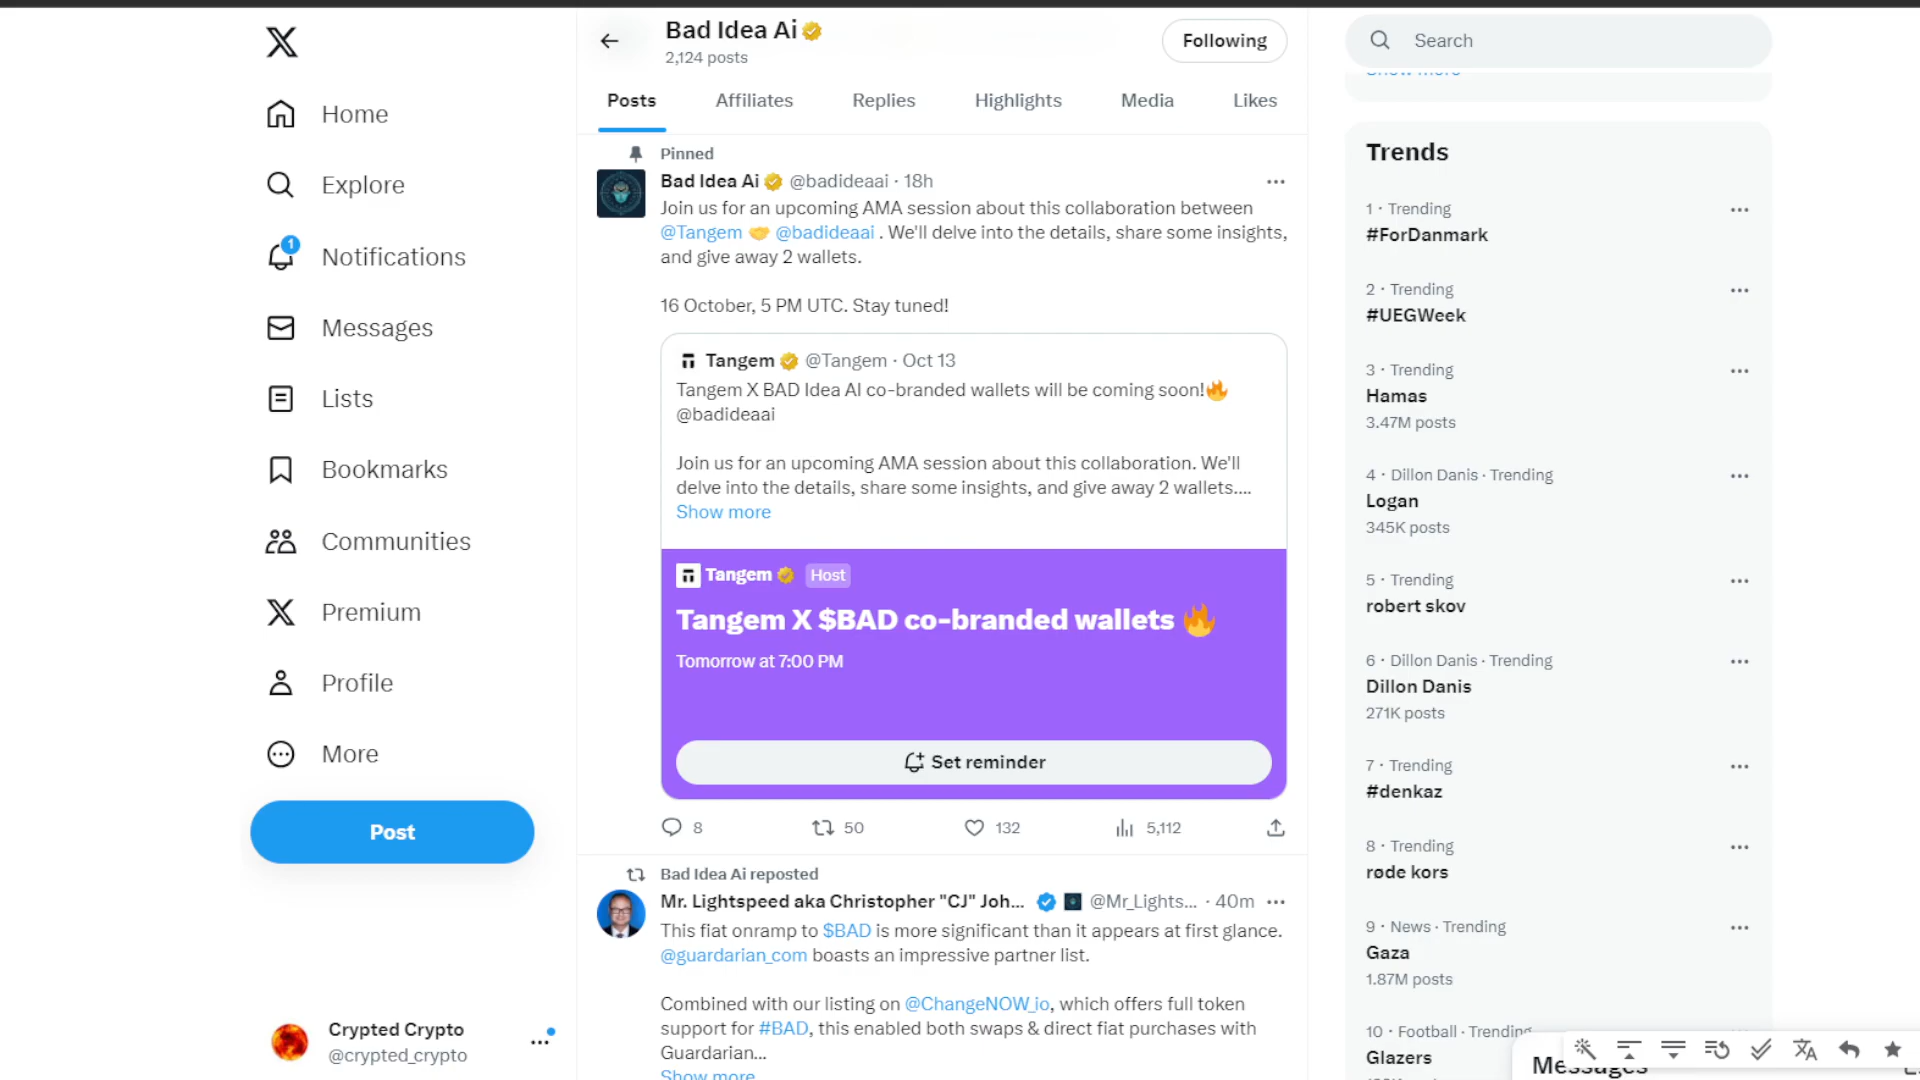 Bad Idea Ai
2,124 posts
Following
Search
Posts
Affiliates
Replies
Highlights
Media
Likes
Home
Explore
1
Notifications
Messages
Lists
Bookmarks
Communities
Premium
Profile
More
Post
Crypted Crypto
@crypted_crypto
Pinned
Bad Idea Ai @badideaai · 18h
Join us for an upcoming AMA session about this collaboration between
@Tangem 🤝 @badideaai . We'll delve into the details, share some insights,
and give away 2 wallets.
16 October, 5 PM UTC. Stay tuned!
Tangem @Tangem · Oct 13
Tangem X BAD Idea AI co-branded wallets will be coming soon!🔥
@badideaai
Join us for an upcoming AMA session about this collaboration. We'll
delve into the details, share some insights, and give away 2 wallets....
Show more
Tangem Host
Tangem X $BAD co-branded wallets 🔥
Tomorrow at 7:00 PM
Set reminder
8 50 132 5,112
Bad Idea Ai reposted
Mr. Lightspeed aka Christopher "CJ" Joh... @Mr_Lights... · 40m
This fiat onramp to $BAD is more significant than it appears at first glance.
@guardarian_com boasts an impressive partner list.
Combined with our listing on @ChangeNOW_io, which offers full token
support for #BAD, this enabled both swaps & direct fiat purchases with
Guardarian...
Show more
Show more
Trends
1 · Trending
#ForDanmark
2 · Trending
#UEGWeek
3 · Trending
Hamas
3.47M posts
4 · Dillon Danis · Trending
Logan
345K posts
5 · Trending
robert skov
6 · Dillon Danis · Trending
Dillon Danis
271K posts
7 · Trending
#denkaz
8 · Trending
røde kors
9 · News · Trending
Gaza
1.87M posts
10 · Football · Trending
Glazers
Messages